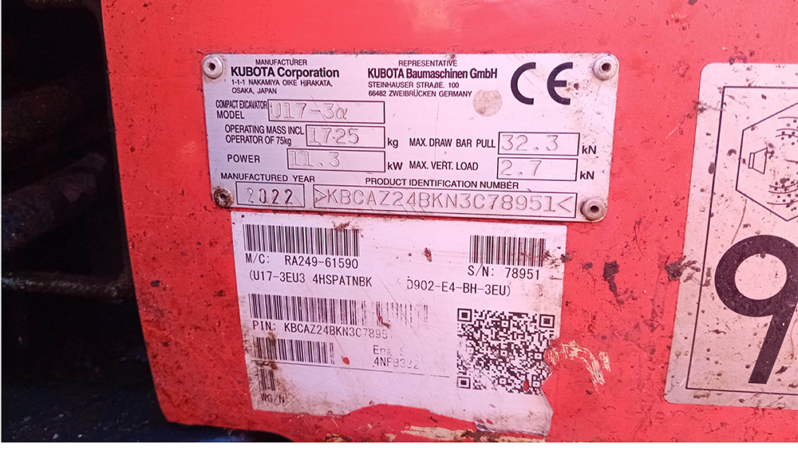 MANUFACTURER
KUBOTA Corporation
1-1-1 NAKAMIYA OIKE HIRAKATA,
OSAKA, JAPAN
REPRESENTATIVE
KUBOTA Baumaschinen GmbH
STEINHAUSER STRAßE. 100
66482 ZWEIBRÜCKEN GERMANY
CE
COMPACT EXCAVATOR
MODEL U17-3α
OPERATING MASS INCL
OPERATOR OF 75kg 1725 kg
MAX. DRAW BAR PULL 32.3 kN
POWER 11.3 kW
MAX. VERT. LOAD 2.7 kN
MANUFACTURED YEAR
2022
PRODUCT IDENTIFICATION NUMBER
>KBCAZ24BKN3C78951<
M/C: RA249-61590
S/N: 78951
(U17-3EU3 4HSPATNBK D902-E4-BH-3EU)
PIN: KBCAZ24BKN3C7895
WG/N
9